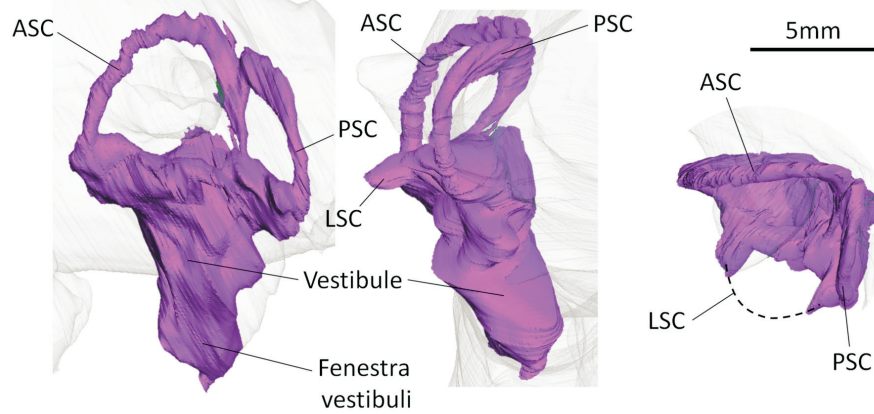 ASC
PSC
Vestibule
Fenestra
vestibuli
ASC
PSC
LSC
5mm
ASC
LSC
PSC